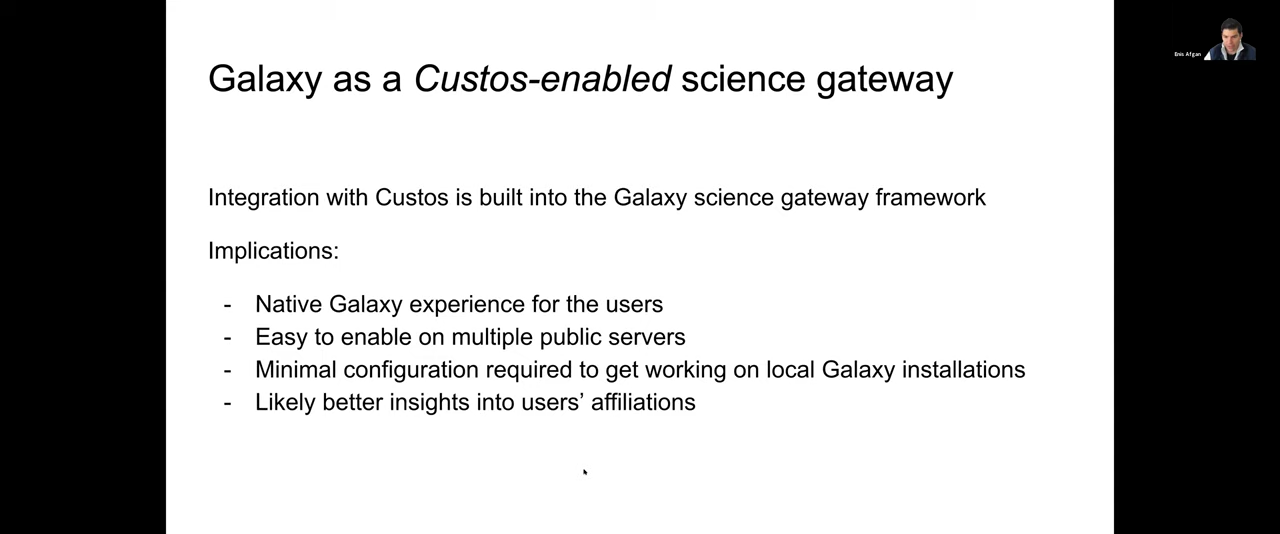 Galaxy as a Custos-enabled science gateway
Enis Afgan
Integration with Custos is built into the Galaxy science gateway framework
Implications:
- Native Galaxy experience for the users
- Easy to enable on multiple public servers
- Minimal configuration required to get working on local Galaxy installations
- Likely better insights into users’ affiliations